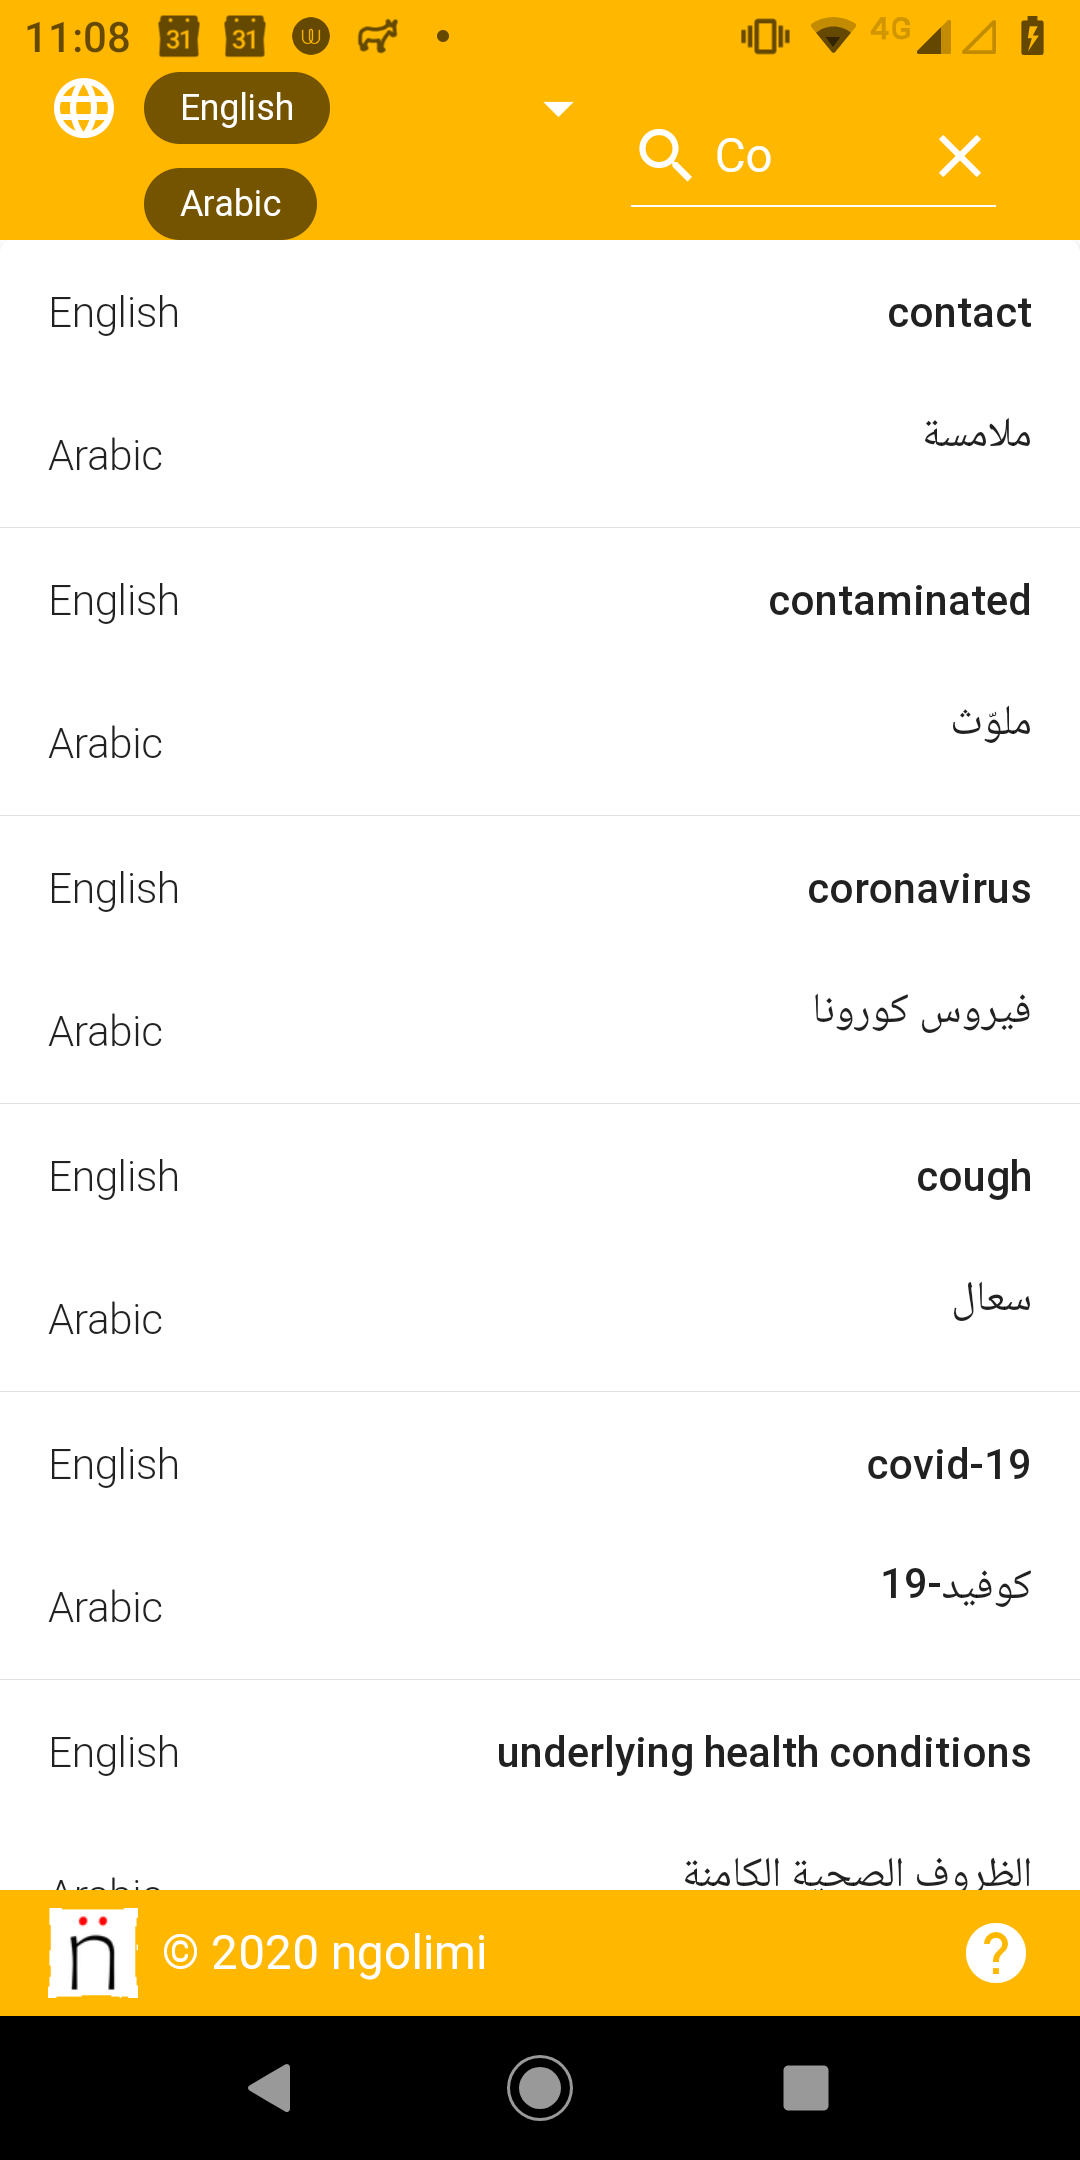 11:08 31 31 4G
English
Co
Arabic
English contact
Arabic ملامسة
English contaminated
Arabic ملوّث
English coronavirus
Arabic فيروس كورونا
English cough
Arabic سعال
English covid-19
Arabic كوفيد-19
English underlying health conditions
Arabic الظروف الصحية الكامنة
n̈ © 2020 ngolimi ?